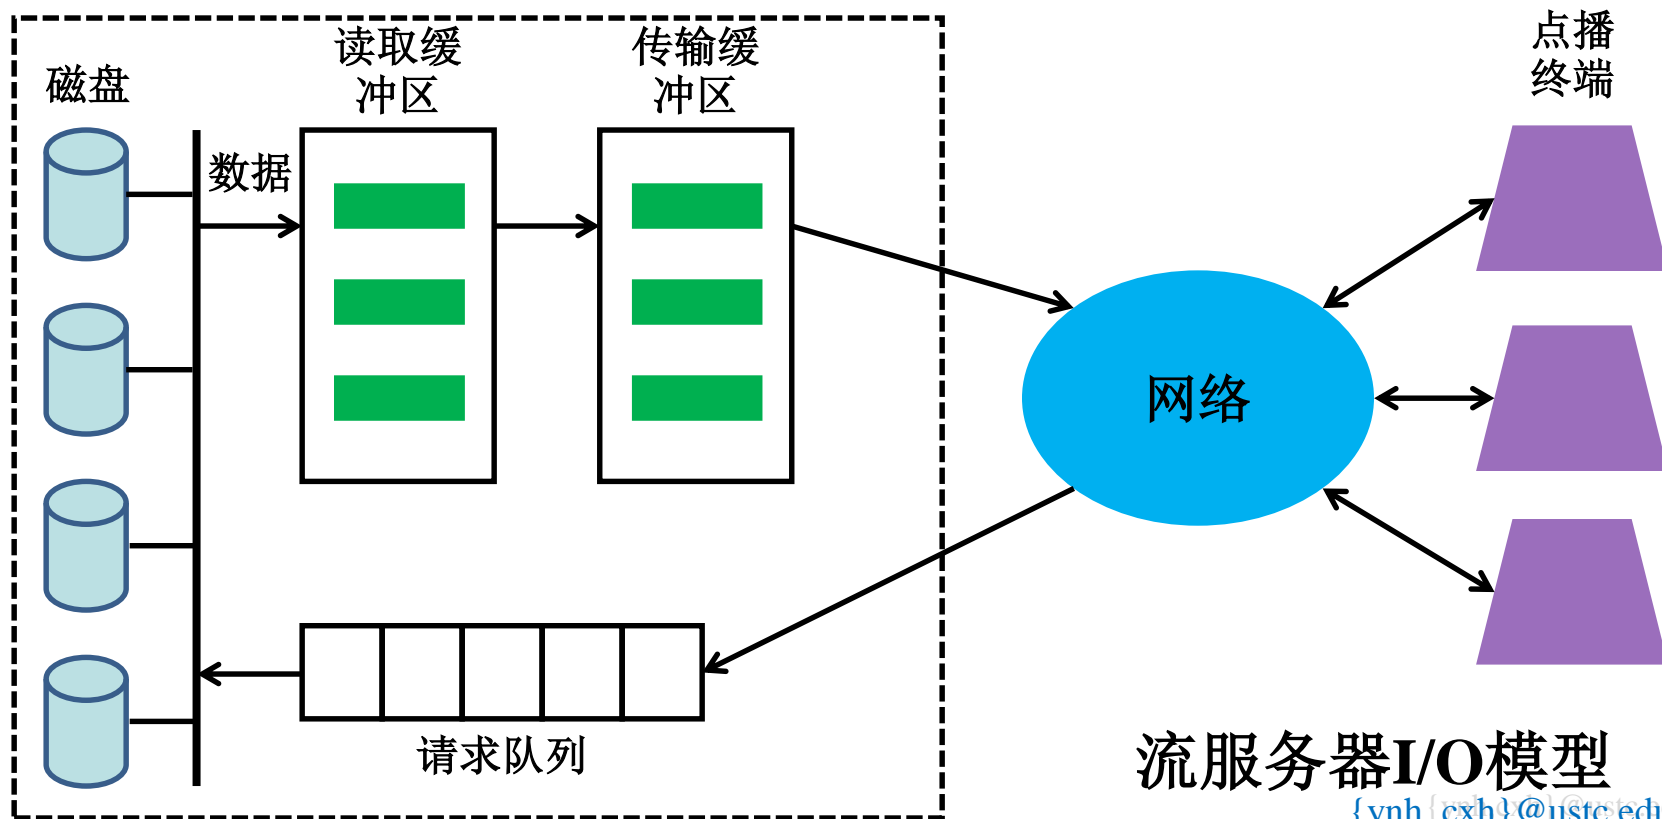 磁盘
读取缓
冲区
传输缓
冲区
点播
终端
数据
网络
请求队列
流服务器I/O模型